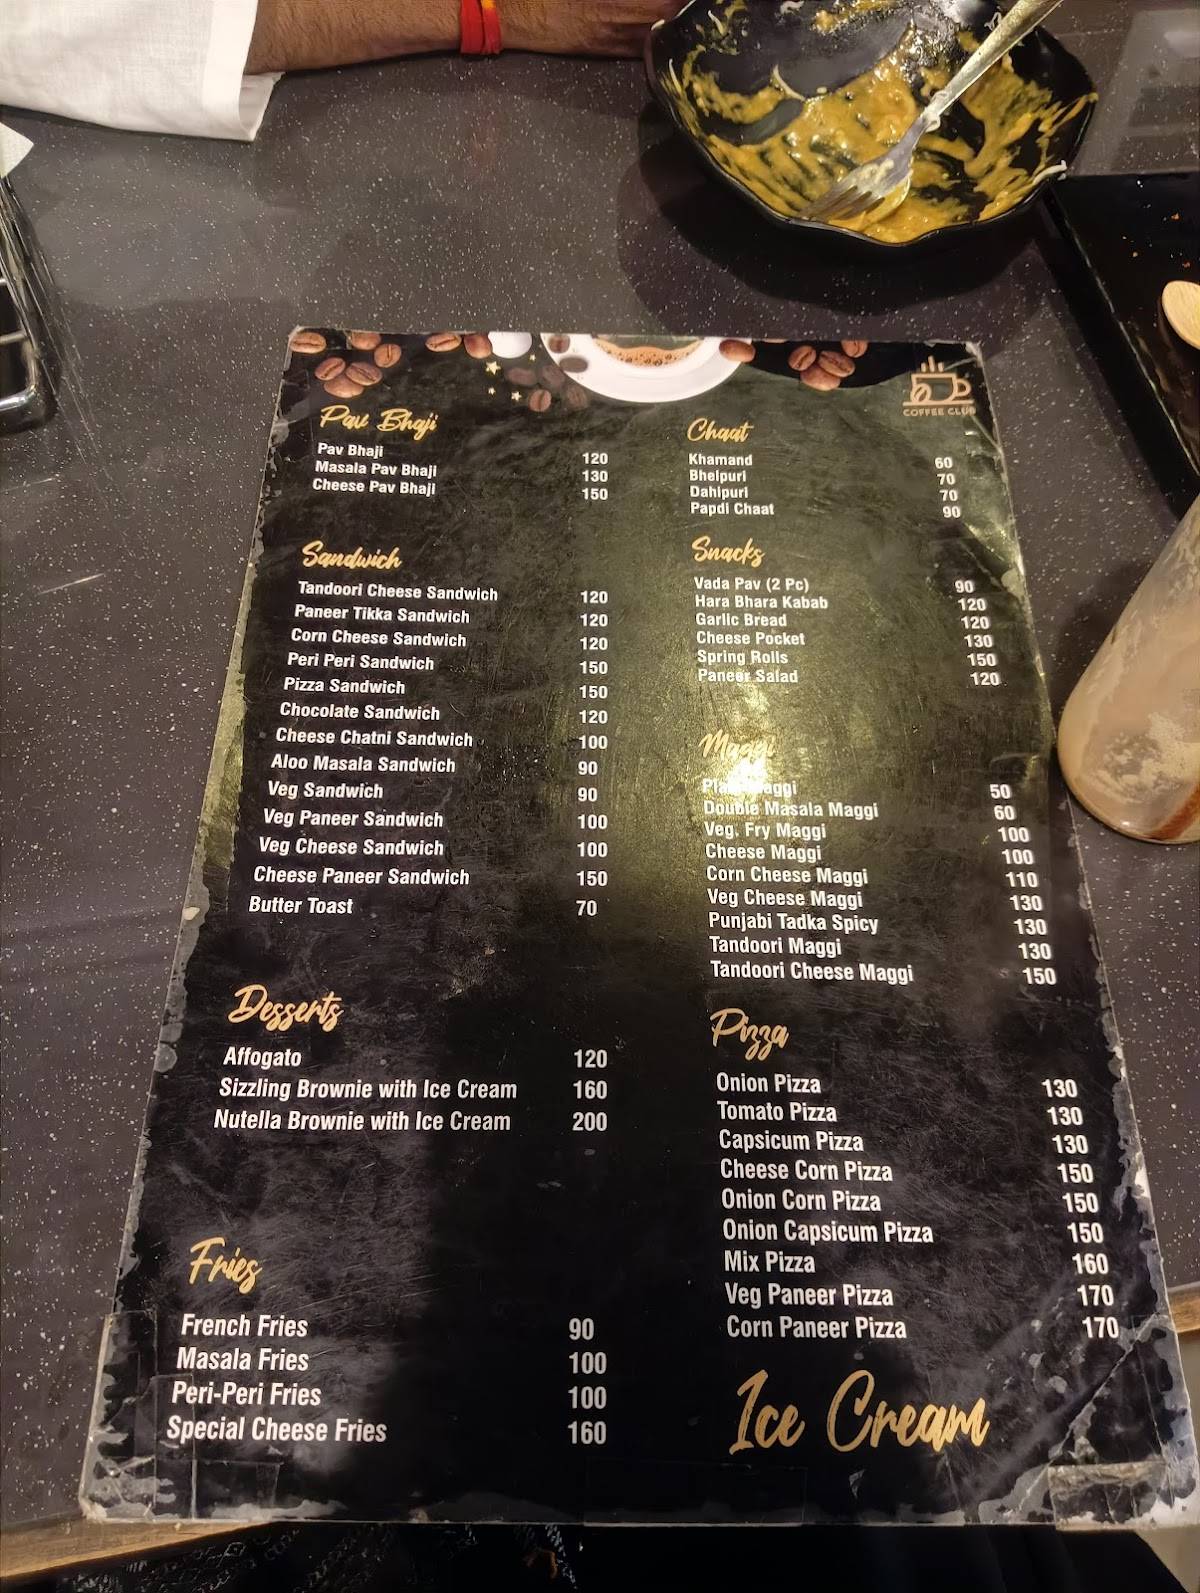 COFFEE CLUB
Pav Bhaji
Pav Bhaji 120
Masala Pav Bhaji 130
Cheese Pav Bhaji 150
Sandwich
Tandoori Cheese Sandwich 120
Paneer Tikka Sandwich 120
Corn Cheese Sandwich 120
Peri Peri Sandwich 150
Pizza Sandwich 150
Chocolate Sandwich 120
Cheese Chatni Sandwich 100
Aloo Masala Sandwich 90
Veg Sandwich 90
Veg Paneer Sandwich 100
Veg Cheese Sandwich 100
Cheese Paneer Sandwich 150
Butter Toast 70
Desserts
Affogato 120
Sizzling Brownie with Ice Cream 160
Nutella Brownie with Ice Cream 200
Fries
French Fries 90
Masala Fries 100
Peri-Peri Fries 100
Special Cheese Fries 160
Chaat
Khamand 60
Bhelpuri 70
Dahipuri 70
Papdi Chaat 90
Snacks
Vada Pav (2 Pc) 90
Hara Bhara Kabab 120
Garlic Bread 120
Cheese Pocket 130
Spring Rolls 150
Paneer Salad 120
Maggi
Plain Maggi 50
Double Masala Maggi 60
Veg. Fry Maggi 100
Cheese Maggi 100
Corn Cheese Maggi 110
Veg Cheese Maggi 130
Punjabi Tadka Spicy 130
Tandoori Maggi 130
Tandoori Cheese Maggi 150
Pizza
Onion Pizza 130
Tomato Pizza 130
Capsicum Pizza 130
Cheese Corn Pizza 150
Onion Corn Pizza 150
Onion Capsicum Pizza 150
Mix Pizza 160
Veg Paneer Pizza 170
Corn Paneer Pizza 170
Ice Cream